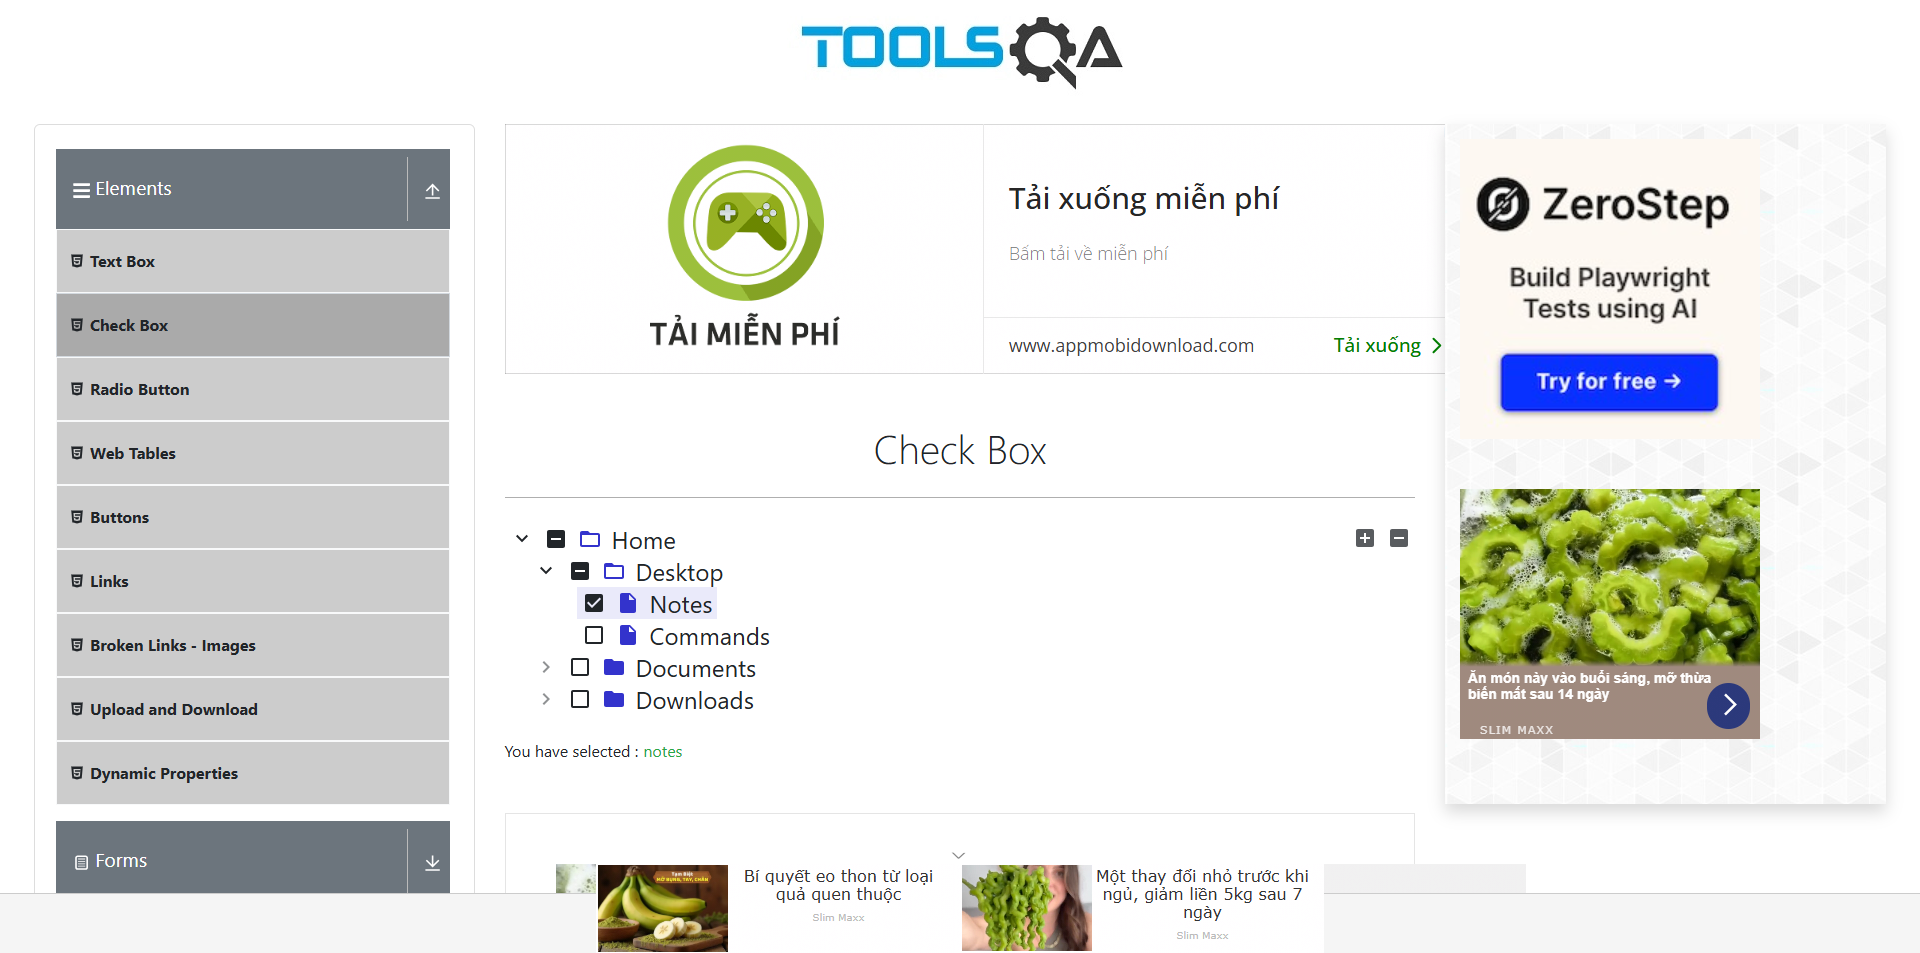 TOOLSQA
Elements
Text Box
Check Box
Radio Button
Web Tables
Buttons
Links
Broken Links - Images
Upload and Download
Dynamic Properties
Forms
TẢI MIỄN PHÍ
Tải xuống miễn phí
Bấm tải về miễn phí
www.appmobidownload.com
Tải xuống
Check Box
Home
Desktop
Notes
Commands
Documents
Downloads
You have selected : notes
ZeroStep
Build Playwright
Tests using AI
Try for free →
Ăn món này vào buổi sáng, mỡ thừa
biến mất sau 14 ngày
SLIM MAXX
Bí quyết eo thon từ loại
quả quen thuộc
Slim Maxx
Một thay đổi nhỏ trước khi
ngủ, giảm liền 5kg sau 7
ngày
Slim Maxx